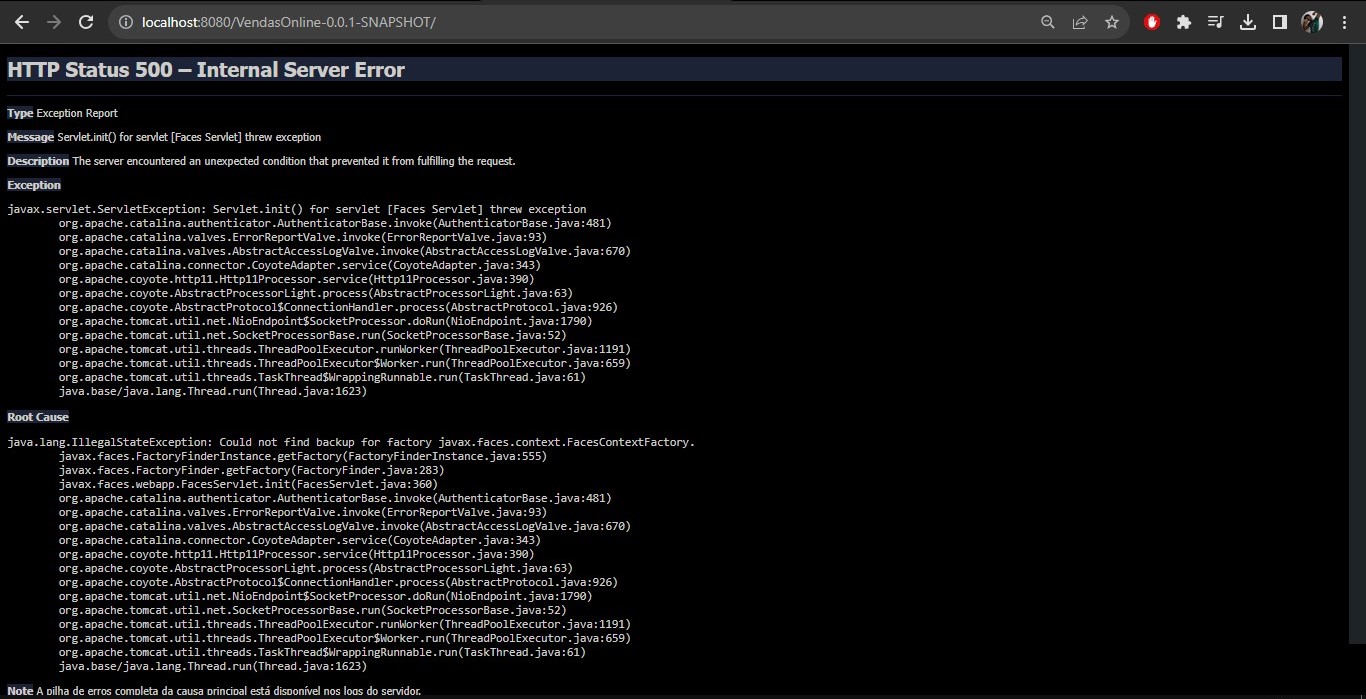 localhost:8080/VendasOnline-0.0.1-SNAPSHOT/
HTTP Status 500 – Internal Server Error
Type Exception Report
Message Servlet.init() for servlet [Faces Servlet] threw exception
Description The server encountered an unexpected condition that prevented it from fulfilling the request.
Exception
javax.servlet.ServletException: Servlet.init() for servlet [Faces Servlet] threw exception
org.apache.catalina.authenticator.AuthenticatorBase.invoke(AuthenticatorBase.java:481)
org.apache.catalina.valves.ErrorReportValve.invoke(ErrorReportValve.java:93)
org.apache.catalina.valves.AbstractAccessLogValve.invoke(AbstractAccessLogValve.java:670)
org.apache.catalina.connector.CoyoteAdapter.service(CoyoteAdapter.java:343)
org.apache.coyote.http11.Http11Processor.service(Http11Processor.java:390)
org.apache.coyote.AbstractProcessorLight.process(AbstractProcessorLight.java:63)
org.apache.coyote.AbstractProtocol$ConnectionHandler.process(AbstractProtocol.java:926)
org.apache.tomcat.util.net.NioEndpoint$SocketProcessor.doRun(NioEndpoint.java:1790)
org.apache.tomcat.util.net.SocketProcessorBase.run(SocketProcessorBase.java:52)
org.apache.tomcat.util.threads.ThreadPoolExecutor.runWorker(ThreadPoolExecutor.java:1191)
org.apache.tomcat.util.threads.ThreadPoolExecutor$Worker.run(ThreadPoolExecutor.java:659)
org.apache.tomcat.util.threads.TaskThread$WrappingRunnable.run(TaskThread.java:61)
java.base/java.lang.Thread.run(Thread.java:1623)
Root Cause
java.lang.IllegalStateException: Could not find backup for factory javax.faces.context.FacesContextFactory.
javax.faces.FactoryFinderInstance.getFactory(FactoryFinderInstance.java:555)
javax.faces.FactoryFinder.getFactory(FactoryFinder.java:283)
javax.faces.webapp.FacesServlet.init(FacesServlet.java:360)
org.apache.catalina.authenticator.AuthenticatorBase.invoke(AuthenticatorBase.java:481)
org.apache.catalina.valves.ErrorReportValve.invoke(ErrorReportValve.java:93)
org.apache.catalina.valves.AbstractAccessLogValve.invoke(AbstractAccessLogValve.java:670)
org.apache.catalina.connector.CoyoteAdapter.service(CoyoteAdapter.java:343)
org.apache.coyote.http11.Http11Processor.service(Http11Processor.java:390)
org.apache.coyote.AbstractProcessorLight.process(AbstractProcessorLight.java:63)
org.apache.coyote.AbstractProtocol$ConnectionHandler.process(AbstractProtocol.java:926)
org.apache.tomcat.util.net.NioEndpoint$SocketProcessor.doRun(NioEndpoint.java:1790)
org.apache.tomcat.util.net.SocketProcessorBase.run(SocketProcessorBase.java:52)
org.apache.tomcat.util.threads.ThreadPoolExecutor.runWorker(ThreadPoolExecutor.java:1191)
org.apache.tomcat.util.threads.ThreadPoolExecutor$Worker.run(ThreadPoolExecutor.java:659)
org.apache.tomcat.util.threads.TaskThread$WrappingRunnable.run(TaskThread.java:61)
java.base/java.lang.Thread.run(Thread.java:1623)
Note A pilha de erros completa da causa principal está disponível nos logs do servidor.